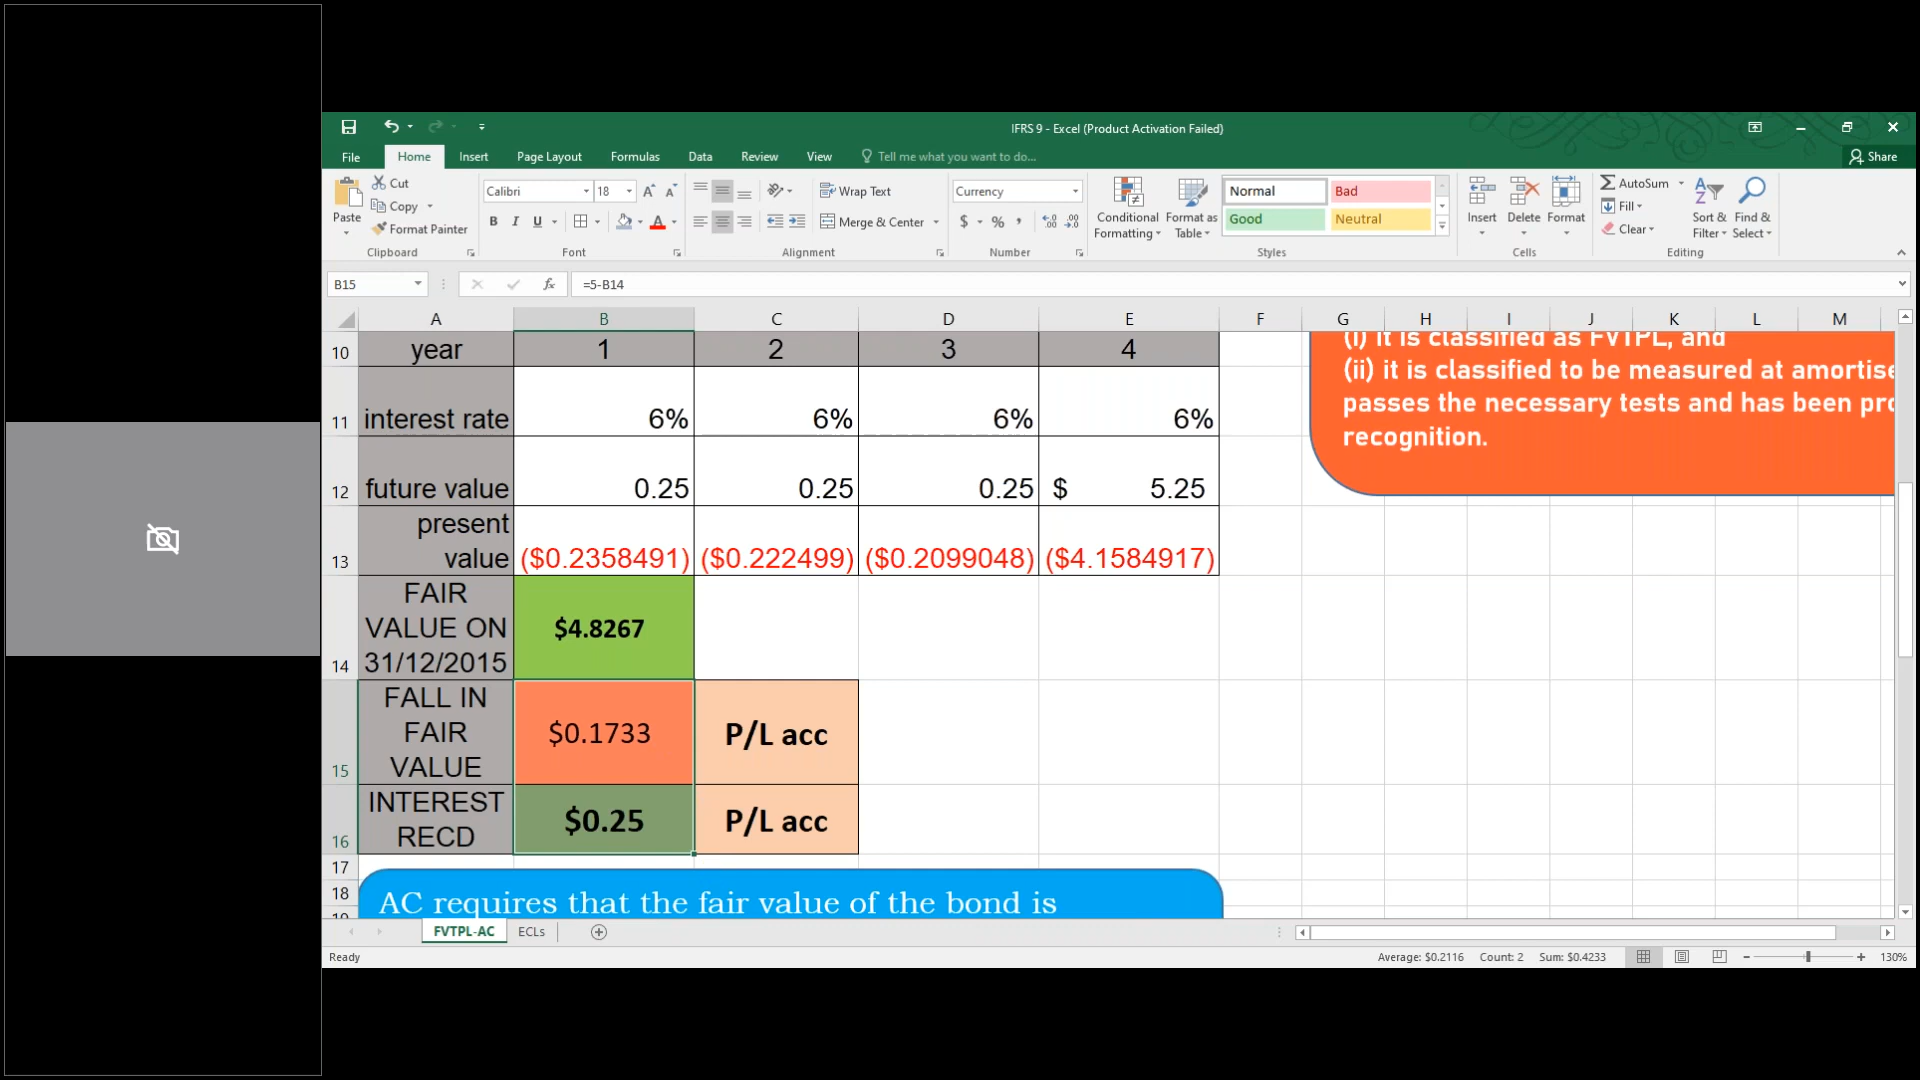 IFRS 9 - Excel (Product Activation Failed)
File Home Insert Page Layout Formulas Data Review View Tell me what you want to do... Share
Paste Cut Copy Format Painter
Clipboard
Calibri 18
B I U
Font
Wrap Text
Merge & Center
Alignment
Currency
$ % ,
Number
Conditional Formatting
Format as Table
Normal Bad
Good Neutral
Styles
Insert Delete Format
Cells
AutoSum
Fill
Clear
Sort & Filter
Find & Select
Editing
B15 fx =5-B14
A B C D E F G H I J K L M
10 year 1 2 3 4
11 interest rate 6% 6% 6% 6%
12 future value 0.25 0.25 0.25 $ 5.25
13 present value ($0.2358491) ($0.222499) ($0.2099048) ($4.1584917)
14 FAIR VALUE ON 31/12/2015 $4.8267
15 FALL IN FAIR VALUE $0.1733 P/L acc
16 INTEREST RECD $0.25 P/L acc
17
18 AC requires that the fair value of the bond is
(i) it is classified as FVTPL, and
(ii) it is classified to be measured at amortise
passes the necessary tests and has been pro
recognition.
FVTPL-AC ECLs
Ready Average: $0.2116 Count: 2 Sum: $0.4233 130%